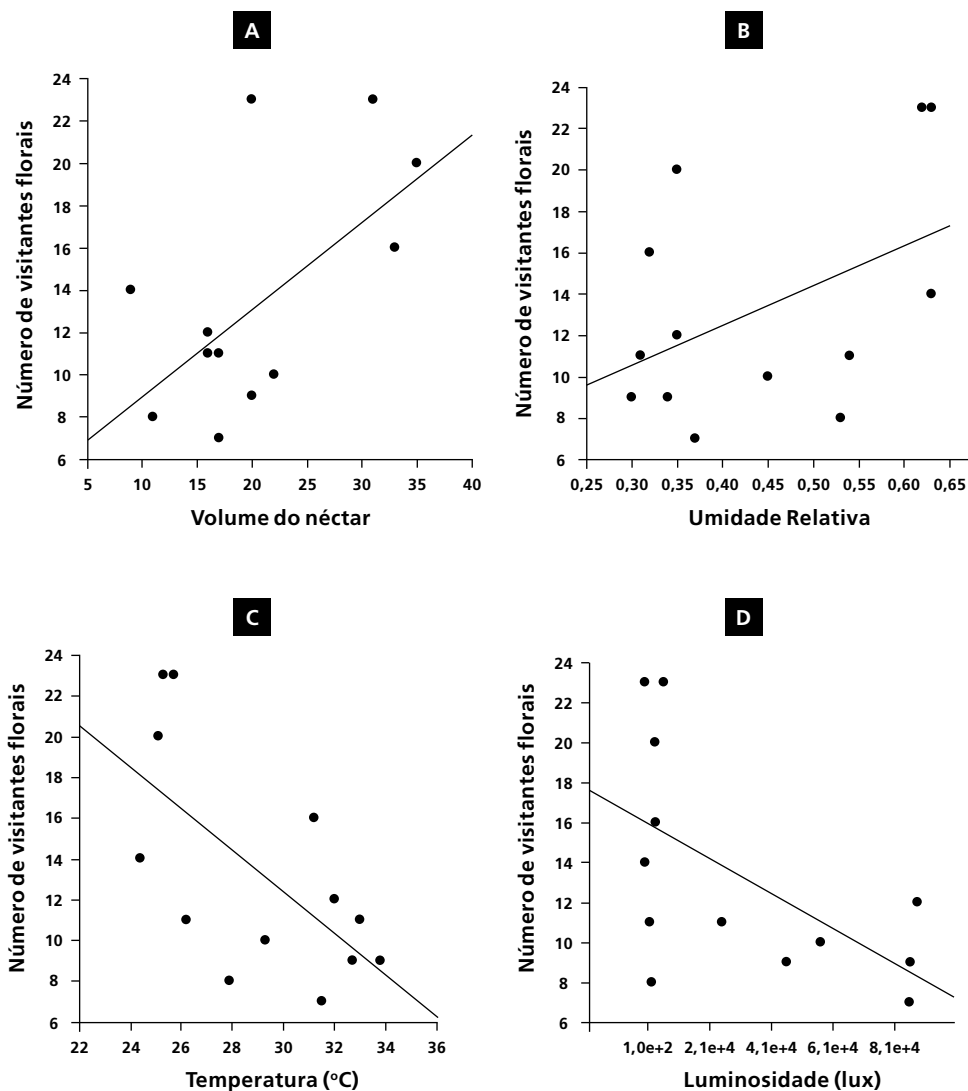 A
Número de visitantes florais
24
22
20
18
16
14
12
10
8
6
5 10 15 20 25 30 35 40
Volume do néctar
B
Número de visitantes florais
24
22
20
18
16
14
12
10
8
6
0,25 0,30 0,35 0,40 0,45 0,50 0,55 0,60 0,65
Umidade Relativa
C
Número de visitantes florais
24
22
20
18
16
14
12
10
8
6
22 24 26 28 30 32 34 36
Temperatura (ºC)
D
Número de visitantes florais
24
22
20
18
16
14
12
10
8
6
1,0e+2 2,1e+4 4,1e+4 6,1e+4 8,1e+4
Luminosidade (lux)